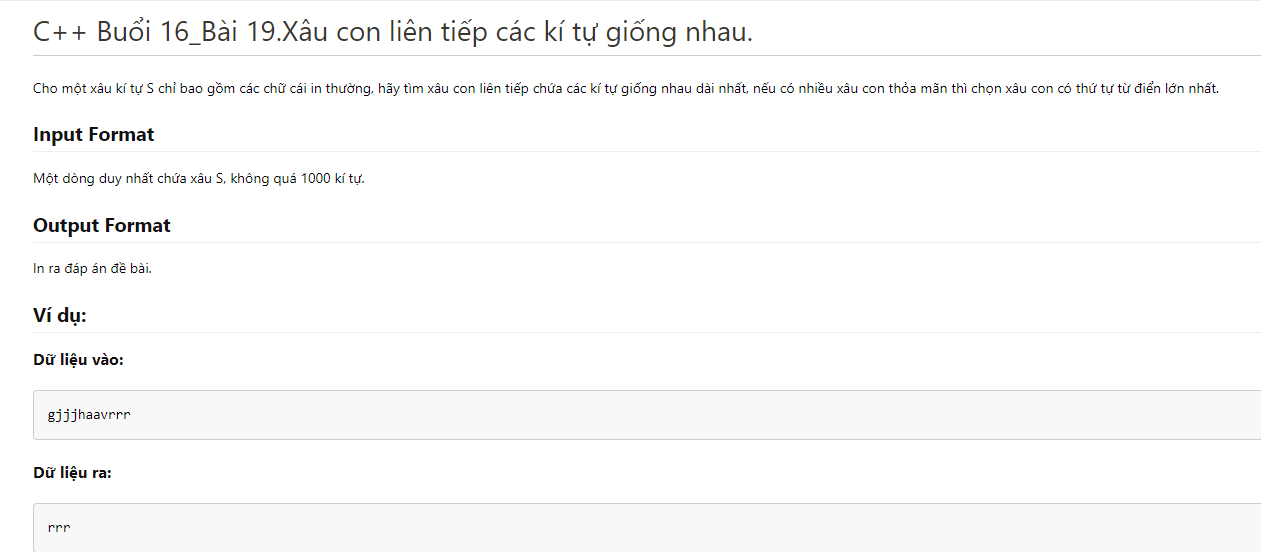 C++ Buổi 16_Bài 19.Xâu con liên tiếp các kí tự giống nhau.
Cho một xâu kí tự S chỉ bao gồm các chữ cái in thường, hãy tìm xâu con liên tiếp chứa các kí tự giống nhau dài nhất, nếu có nhiều xâu con thỏa mãn thì chọn xâu con có thứ tự từ điển lớn nhất.
Input Format
Một dòng duy nhất chứa xâu S, không quá 1000 kí tự.
Output Format
In ra đáp án đề bài.
Ví dụ:
Dữ liệu vào:
gjjjhaavrrr
Dữ liệu ra:
rrr